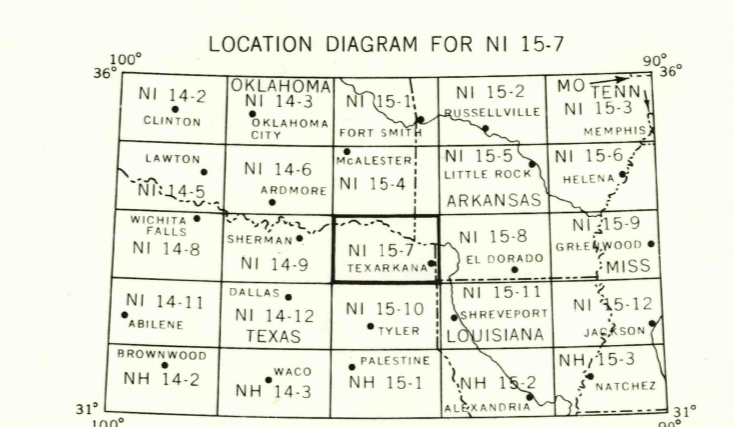 LOCATION DIAGRAM FOR NI 15-7
100°
90°
36°
36°
NI 14-2
CLINTON
OKLAHOMA
NI 14-3
OKLAHOMA
CITY
NI 15-1
FORT SMITH
NI 15-2
RUSSELLVILLE
MO
TENN
NI 15-3
MEMPHIS
LAWTON
NI 14-5
NI 14-6
ARDMORE
McALESTER
NI 15-4
NI 15-5
LITTLE ROCK
ARKANSAS
NI 15-6
HELENA
WICHITA
FALLS
NI 14-8
SHERMAN
NI 14-9
NI 15-7
TEXARKANA
NI 15-8
EL DORADO
NI 15-9
GREENWOOD
MISS
NI 14-11
ABILENE
DALLAS
NI 14-12
TEXAS
NI 15-10
TYLER
NI 15-11
SHREVEPORT
LOUISIANA
NI 15-12
JACKSON
BROWNWOOD
NH 14-2
WACO
NH 14-3
PALESTINE
NH 15-1
NH 15-2
ALEXANDRIA
NH 15-3
NATCHEZ
31°
31°
100°
90°